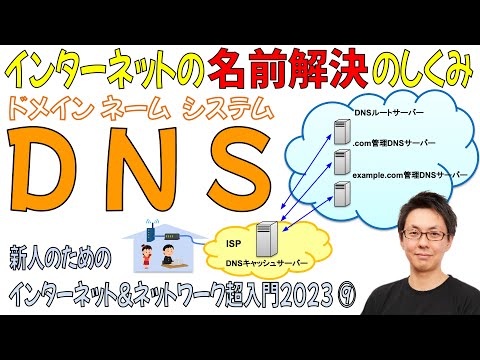 インターネットの名前解決のしくみ
ドメイン ネーム システム
DNS
DNSルートサーバー
.com管理DNSサーバー
example.com管理DNSサーバー
ISP
DNSキャッシュサーバー
新人のための
インターネット&ネットワーク超入門2023⑨